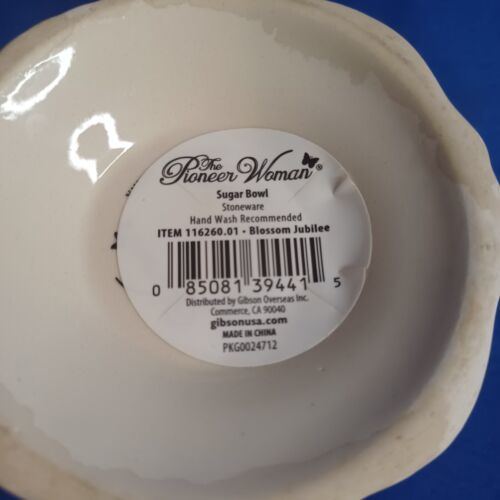 The
Pioneer Woman®
Sugar Bowl
Stoneware
Hand Wash Recommended
ITEM 116260.01 - Blossom Jubilee
0 85081 39441 5
Distributed by Gibson Overseas Inc.
Commerce, CA 90040
gibsonusa.com
MADE IN CHINA
PKG0024712